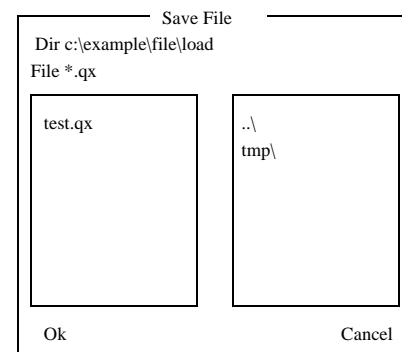 Save File
Dir c:\example\file\load
File *.qx
test.qx
..\
tmp\
Ok Cancel